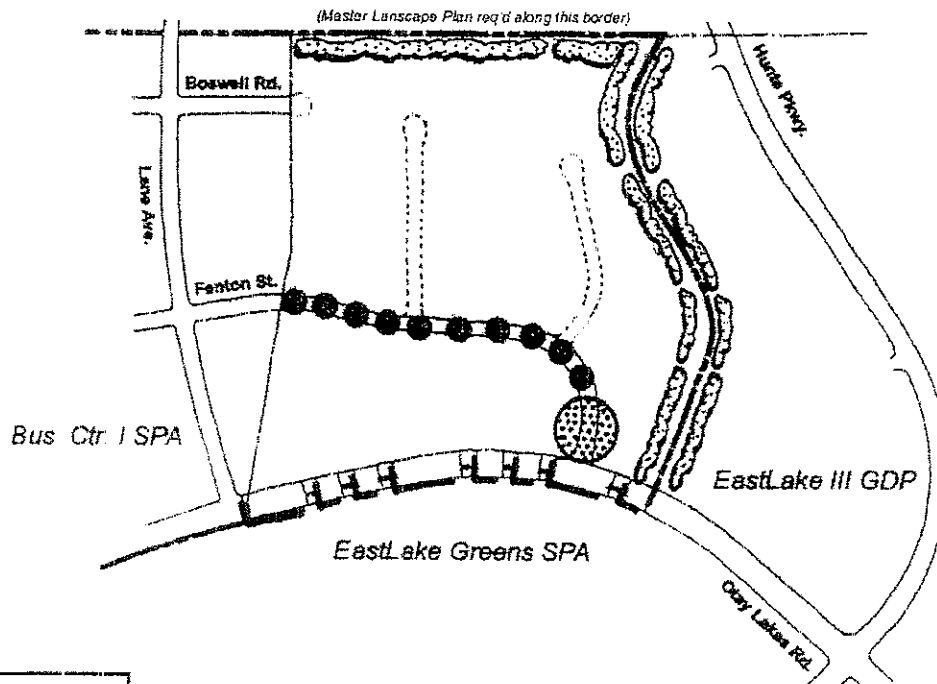 (Master Lanscape Plan req'd along this border)
Boswell Rd.
Hunte Pkwy.
Lane Ave.
Fenton St.
Bus Ctr. I SPA
EastLake III GDP
EastLake Greens SPA
Otay Lakes Rd.